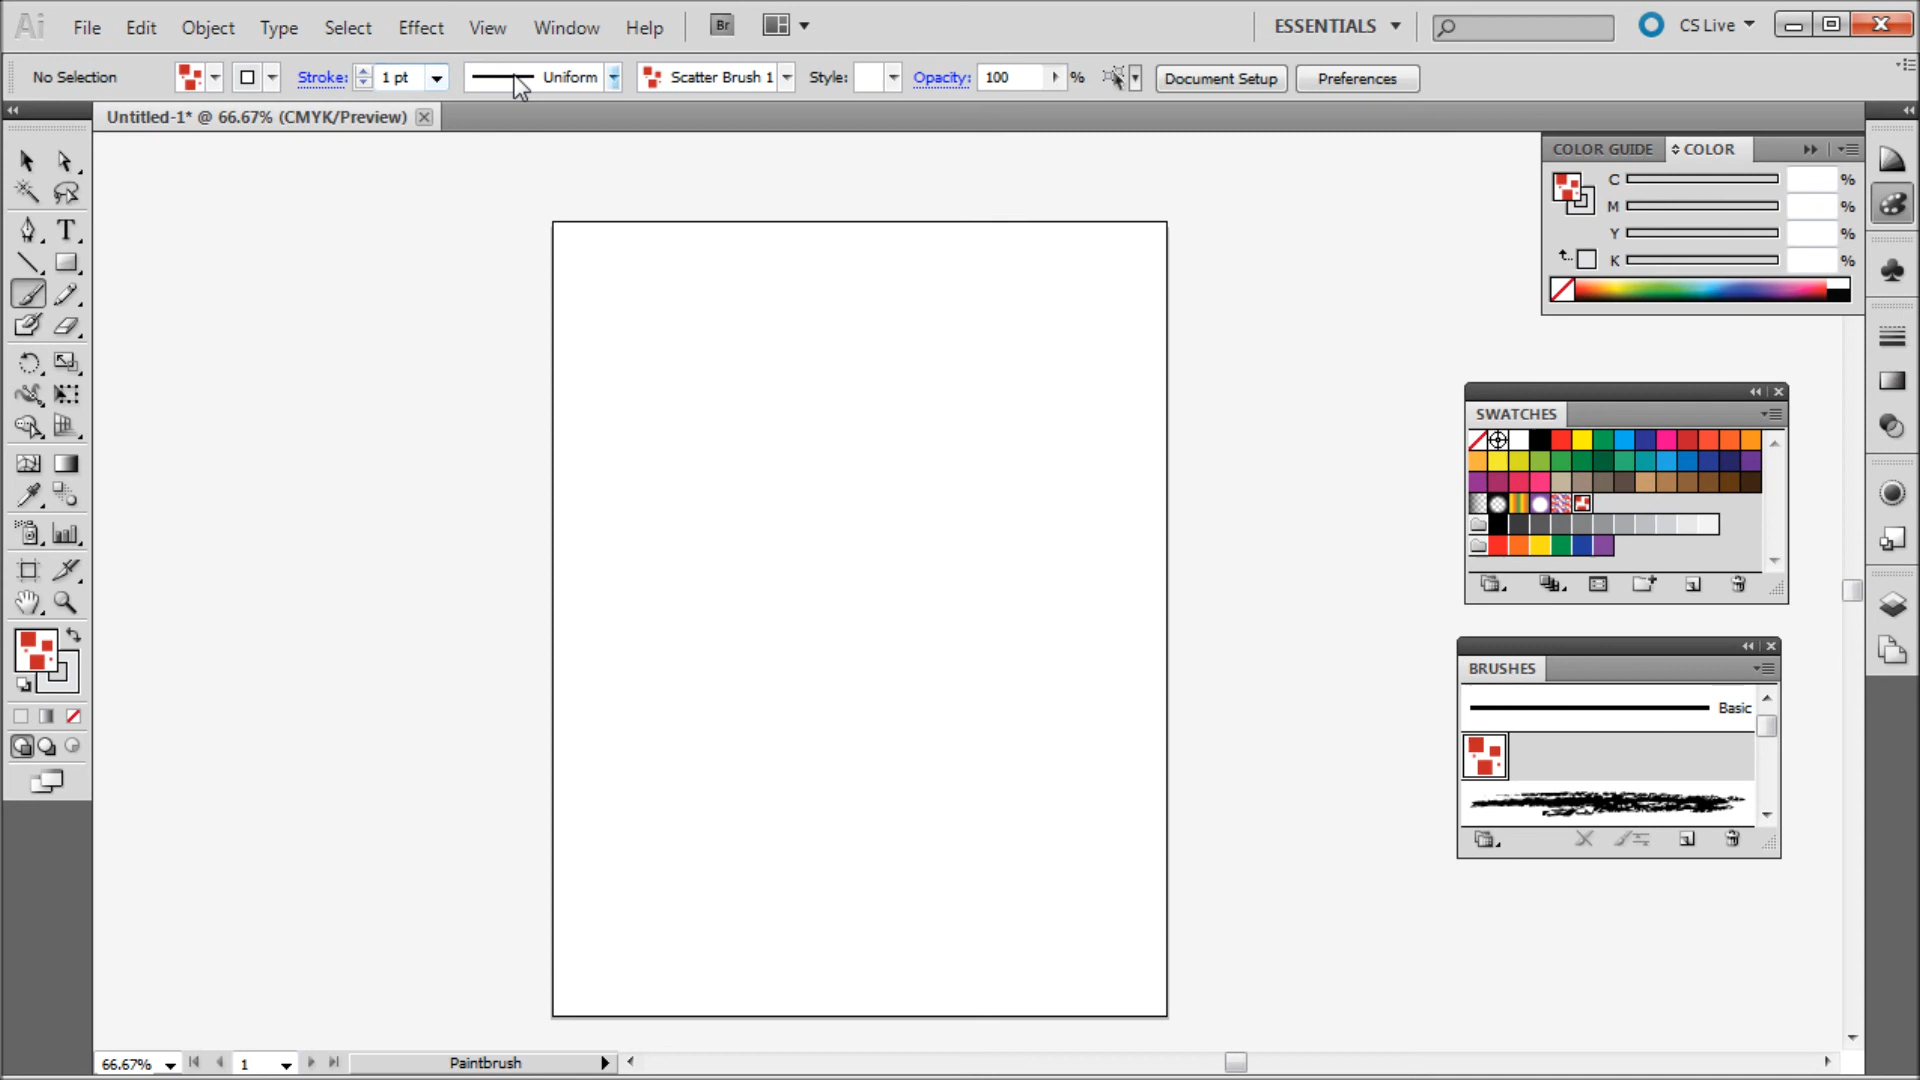 Ai File Edit Object Type Select Effect View Window Help Br ESSENTIALS CS Live
No Selection Stroke: 1 pt Uniform Scatter Brush 1 Style: Opacity: 100 % Document Setup Preferences
Untitled-1* @ 66.67% (CMYK/Preview)
COLOR GUIDE COLOR
C %
M %
Y %
K %
T
SWATCHES
BRUSHES
Basic
66.67% 1 Paintbrush